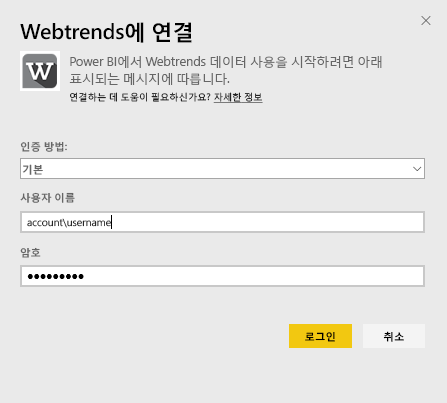 Webtrends에 연결
W
Power BI에서 Webtrends 데이터 사용을 시작하려면 아래
표시되는 메시지에 따릅니다.
연결하는 데 도움이 필요하신가요? 자세한 정보
인증 방법:
기본
사용자 이름
account\username
암호
●●●●●●●●●
로그인
취소